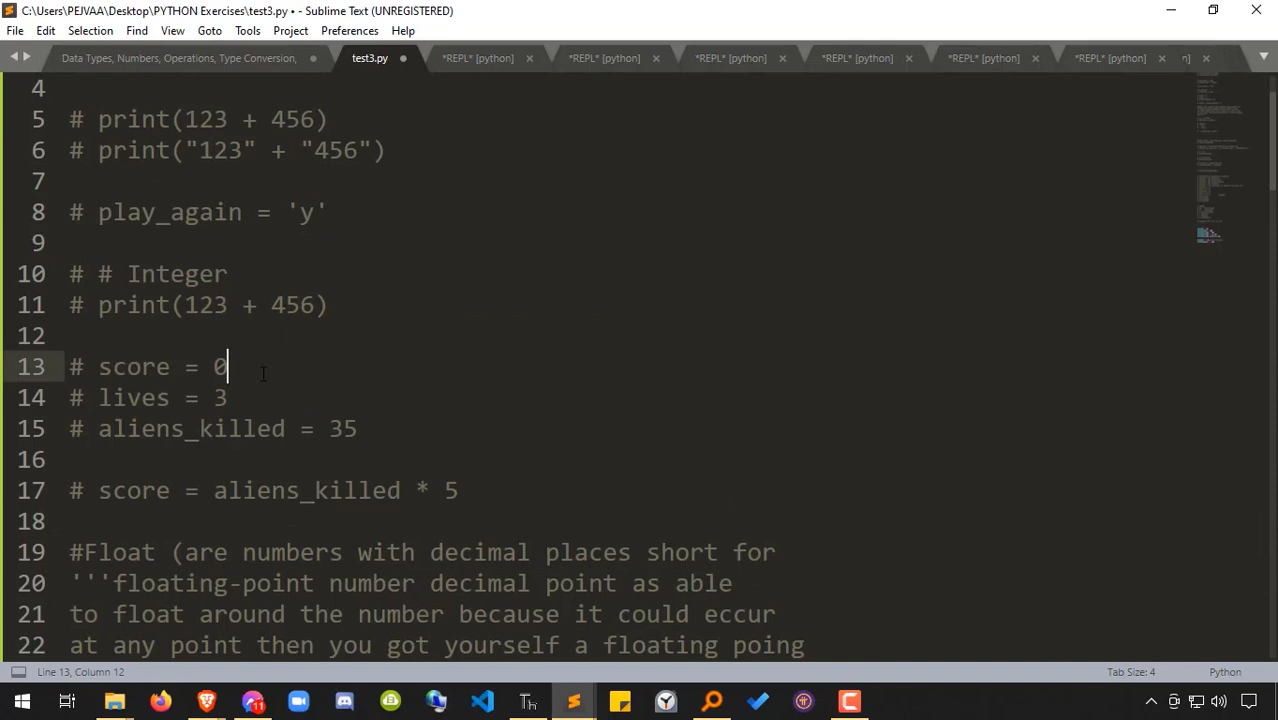 C:\Users\PEJVAA\Desktop\PYTHON Exercises\test3.py • - Sublime Text (UNREGISTERED)
File Edit Selection Find View Goto Tools Project Preferences Help
Data Types, Numbers, Operations, Type Conversion, test3.py *REPL* [python] *REPL* [python] *REPL* [python] *REPL* [python] *REPL* [python] *REPL* [python] n]
4
5 # print(123 + 456)
6 # print("123" + "456")
7
8 # play_again = 'y'
9
10 # # Integer
11 # print(123 + 456)
12
13 # score = 0
14 # lives = 3
15 # aliens_killed = 35
16
17 # score = aliens_killed * 5
18
19 #Float (are numbers with decimal places short for
20 '''floating-point number decimal point as able
21 to float around the number because it could eccur
22 at any point then you got yourself a floating poing
Line 13, Column 12 Tab Size: 4 Python
11